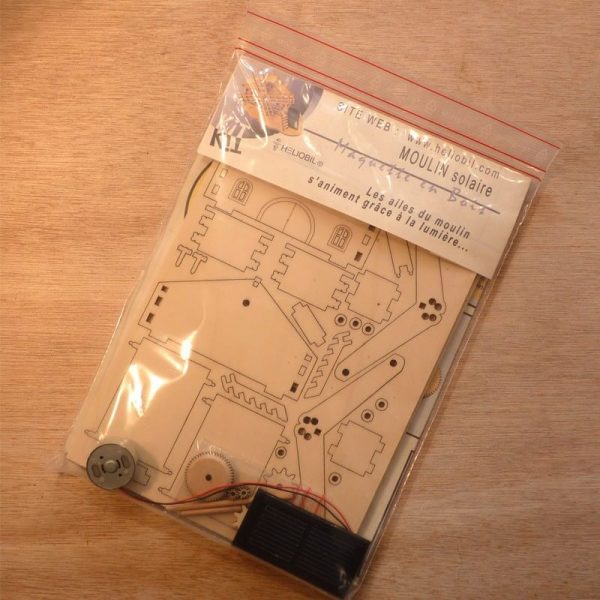 SITE WEB : www.heliobil.com
KIT
HELIOBIL®
MOULIN solaire
Maquette en Bois
Les ailes du moulin
s'animent grâce à la lumière...